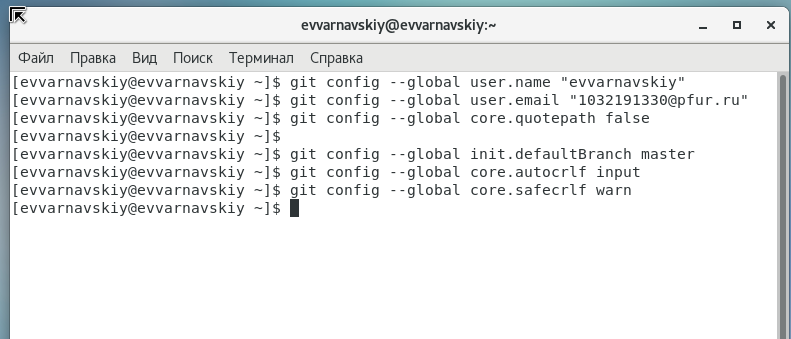 evvarnavskiy@evvarnavskiy:~
Файл Правка Вид Поиск Терминал Справка
[evvarnavskiy@evvarnavskiy ~]$ git config --global user.name "evvarnavskiy"
[evvarnavskiy@evvarnavskiy ~]$ git config --global user.email "1032191330@pfur.ru"
[evvarnavskiy@evvarnavskiy ~]$ git config --global core.quotepath false
[evvarnavskiy@evvarnavskiy ~]$
[evvarnavskiy@evvarnavskiy ~]$ git config --global init.defaultBranch master
[evvarnavskiy@evvarnavskiy ~]$ git config --global core.autocrlf input
[evvarnavskiy@evvarnavskiy ~]$ git config --global core.safecrlf warn
[evvarnavskiy@evvarnavskiy ~]$